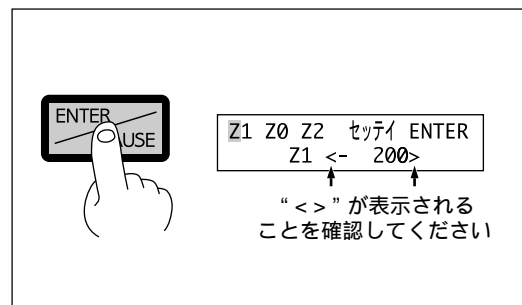 ENTER
USE
Z1 Z0 Z2 ｾｯﾃｲ ENTER
Z1 <- 200>
“ < > ” が表示される
ことを確認してください